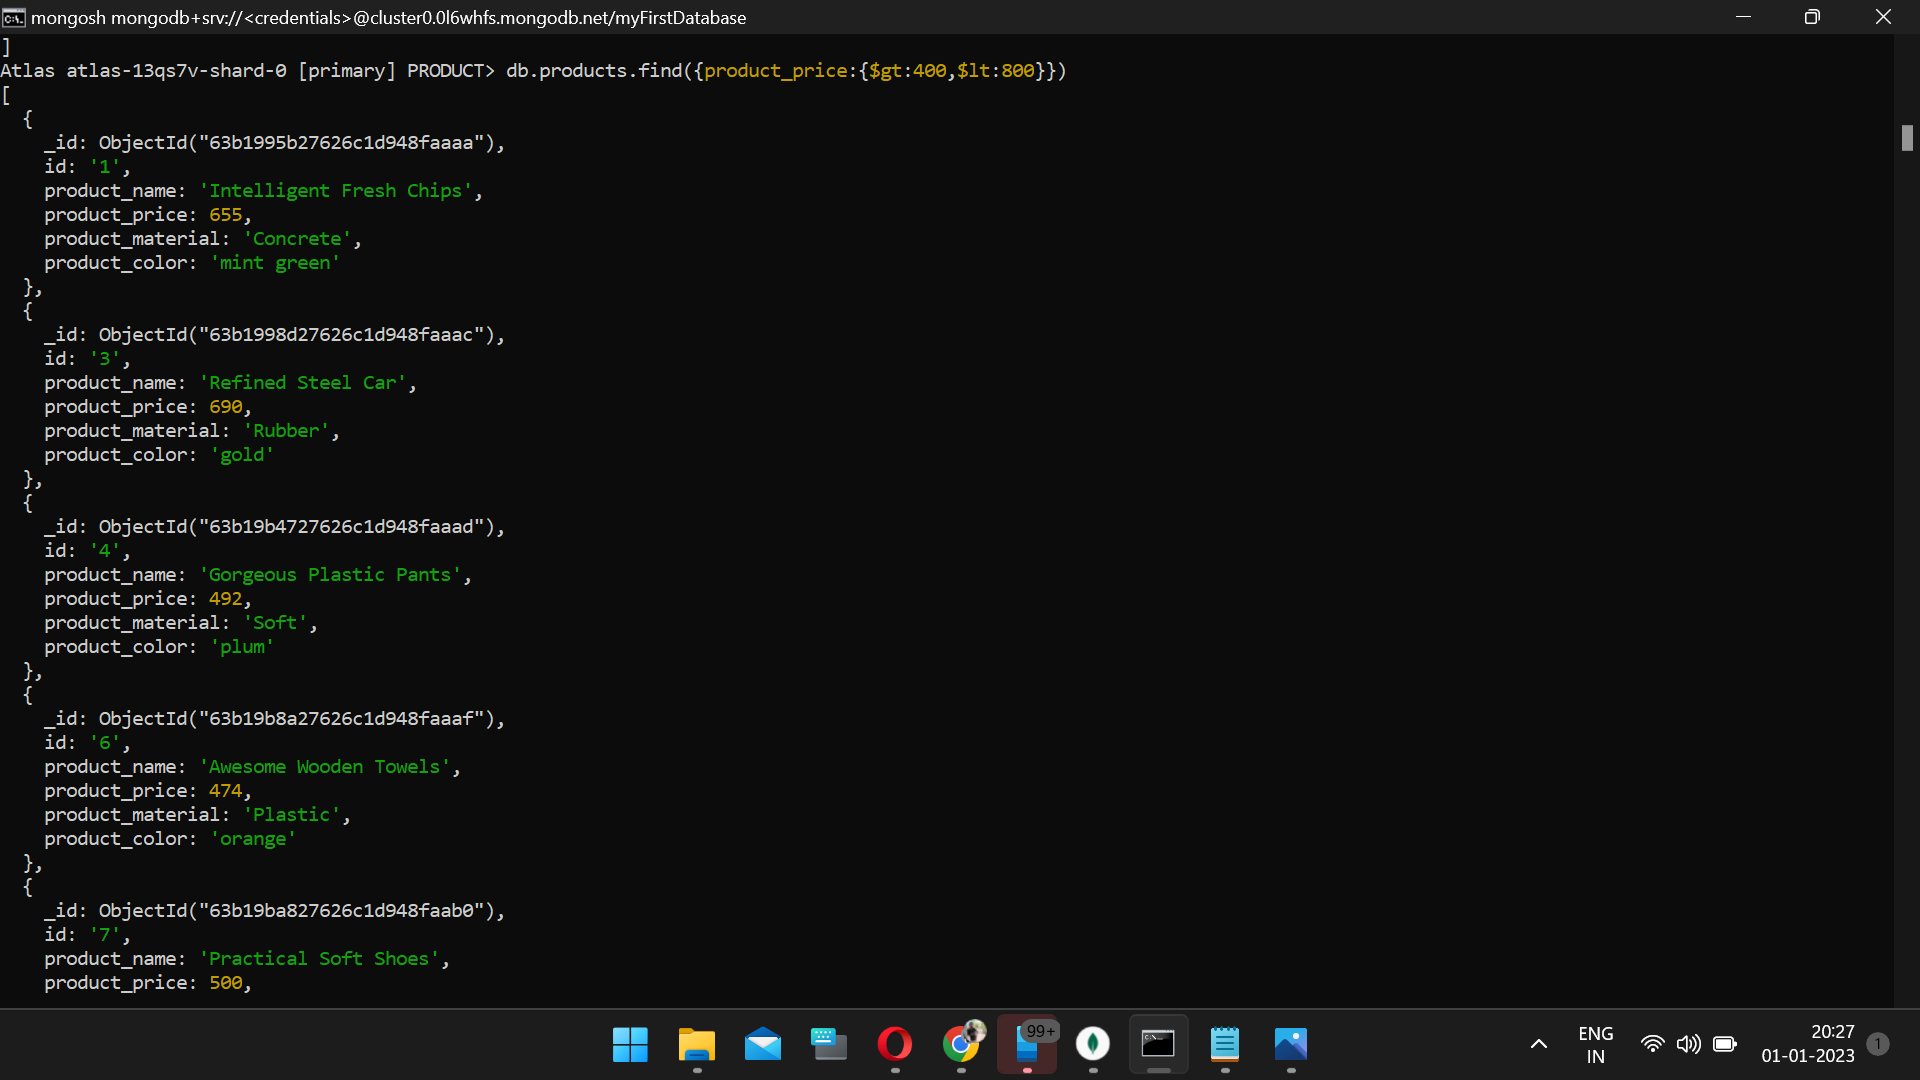 mongosh mongodb+srv://<credentials>@cluster0.0l6whfs.mongodb.net/myFirstDatabase
]
Atlas atlas-13qs7v-shard-0 [primary] PRODUCT> db.products.find({product_price:{$gt:400,$lt:800}})
[
  {
    _id: ObjectId("63b1995b27626c1d948faaaa"),
    id: '1',
    product_name: 'Intelligent Fresh Chips',
    product_price: 655,
    product_material: 'Concrete',
    product_color: 'mint green'
  },
  {
    _id: ObjectId("63b1998d27626c1d948faaac"),
    id: '3',
    product_name: 'Refined Steel Car',
    product_price: 690,
    product_material: 'Rubber',
    product_color: 'gold'
  },
  {
    _id: ObjectId("63b19b4727626c1d948faaad"),
    id: '4',
    product_name: 'Gorgeous Plastic Pants',
    product_price: 492,
    product_material: 'Soft',
    product_color: 'plum'
  },
  {
    _id: ObjectId("63b19b8a27626c1d948faaaf"),
    id: '6',
    product_name: 'Awesome Wooden Towels',
    product_price: 474,
    product_material: 'Plastic',
    product_color: 'orange'
  },
  {
    _id: ObjectId("63b19ba827626c1d948faab0"),
    id: '7',
    product_name: 'Practical Soft Shoes',
    product_price: 500,
99+
ENG
IN
20:27
01-01-2023
1